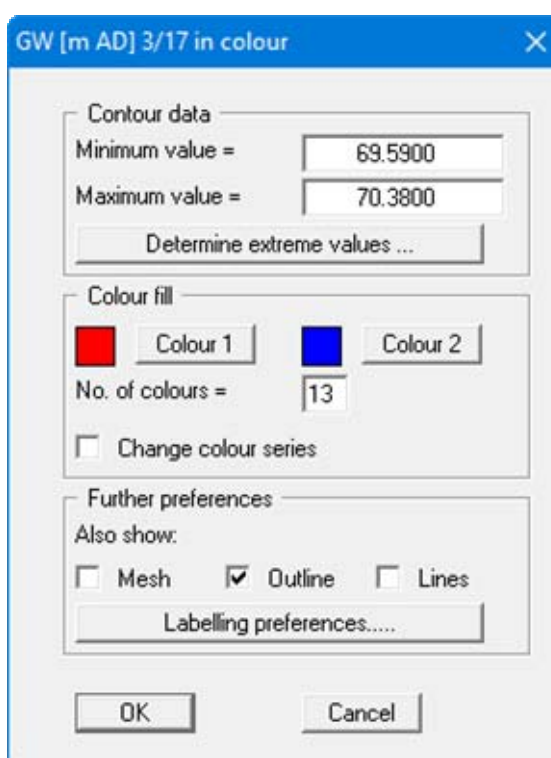 GW [m AD] 3/17 in colour
Contour data
Minimum value = 69.5900
Maximum value = 70.3800
Determine extreme values ...
Colour fill
Colour 1 Colour 2
No. of colours = 13
Change colour series
Further preferences
Also show:
Mesh Outline Lines
Labelling preferences.....
OK Cancel